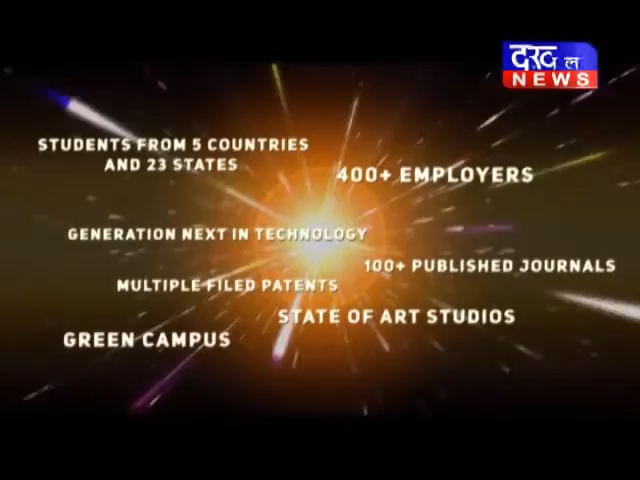 दखल
NEWS
STUDENTS FROM 5 COUNTRIES
AND 23 STATES
400+ EMPLOYERS
GENERATION NEXT IN TECHNOLOGY
100+ PUBLISHED JOURNALS
MULTIPLE FILED PATENTS
STATE OF ART STUDIOS
GREEN CAMPUS